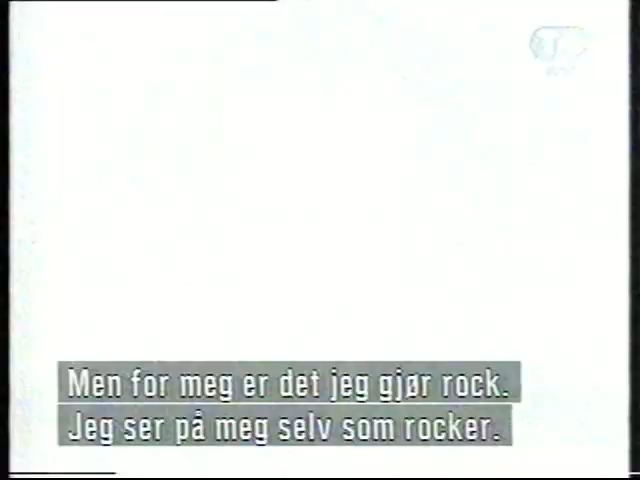 Men for meg er det jeg gjør rock.
Jeg ser på meg selv som rocker.